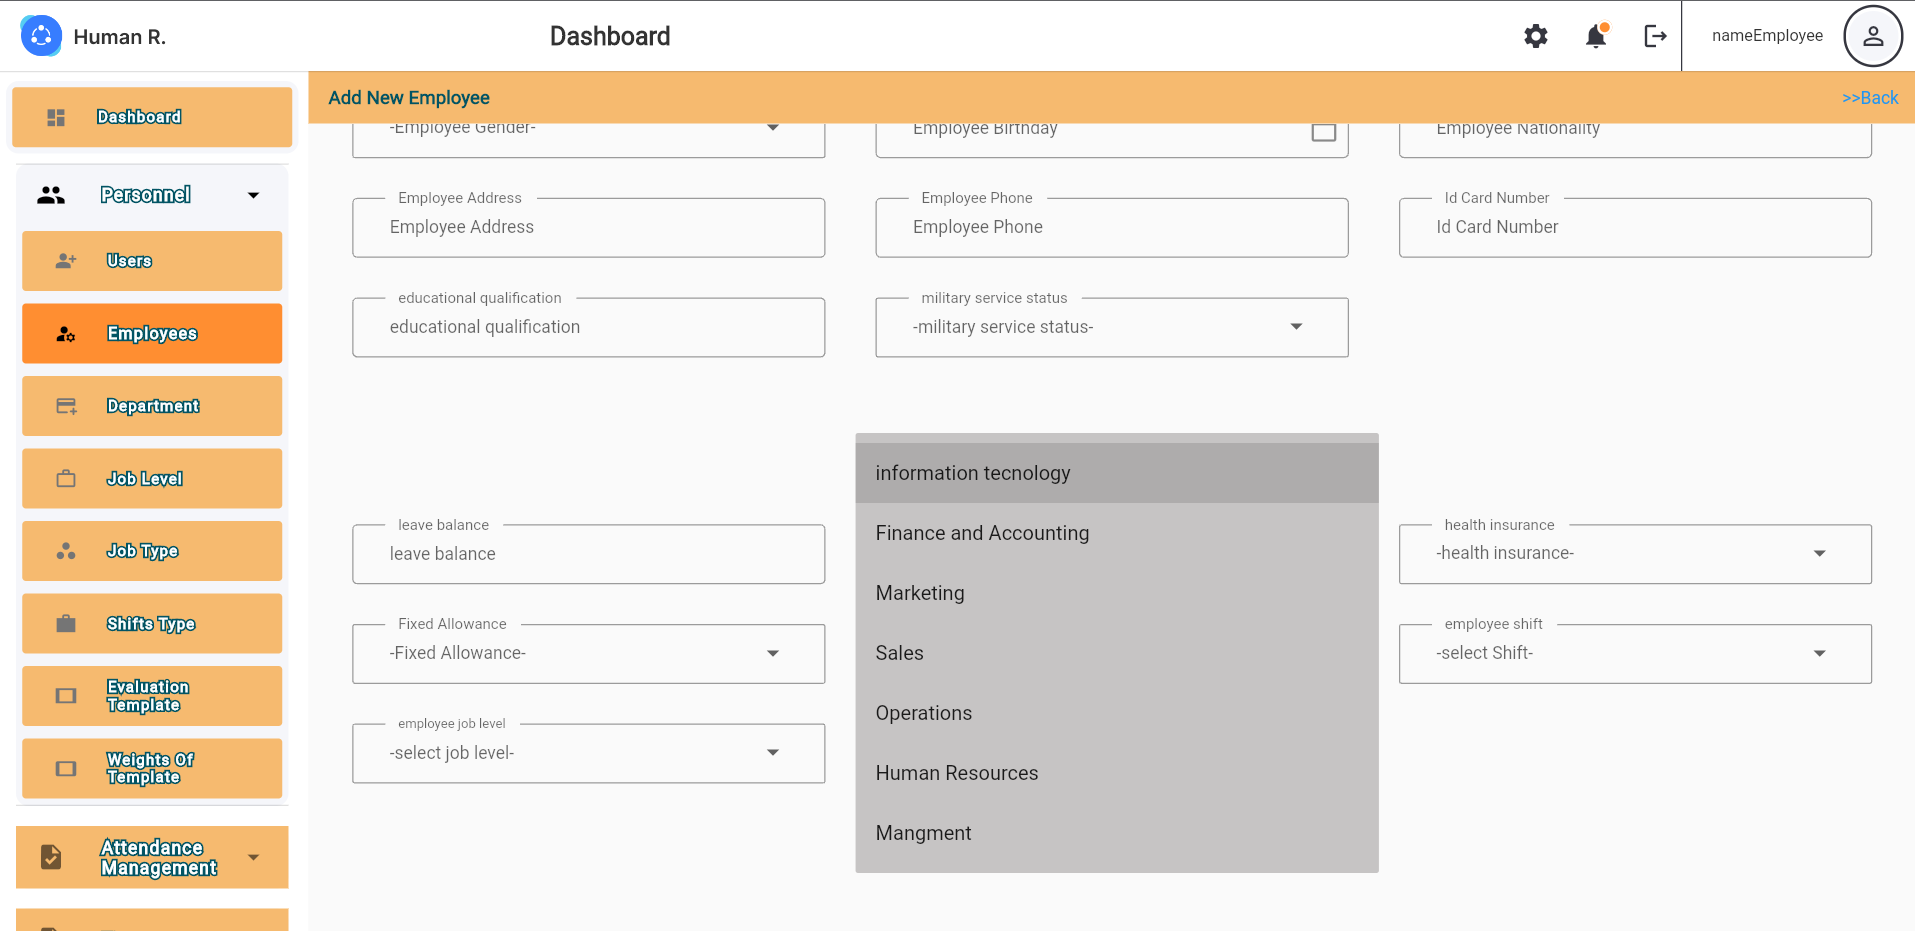 Human R.
Dashboard
nameEmployee
Add New Employee
>>Back
Dashboard
Personnel
Users
Employees
Department
Job Level
Job Type
Shifts Type
Evaluation
Template
Weights Of
Template
Attendance
Management
-Employee Gender-
Employee Birthday
Employee Nationality
Employee Address
Employee Address
Employee Phone
Employee Phone
Id Card Number
Id Card Number
educational qualification
educational qualification
military service status
-military service status-
leave balance
leave balance
health insurance
-health insurance-
Fixed Allowance
-Fixed Allowance-
employee shift
-select Shift-
employee job level
-select job level-
information tecnology
Finance and Accounting
Marketing
Sales
Operations
Human Resources
Mangment